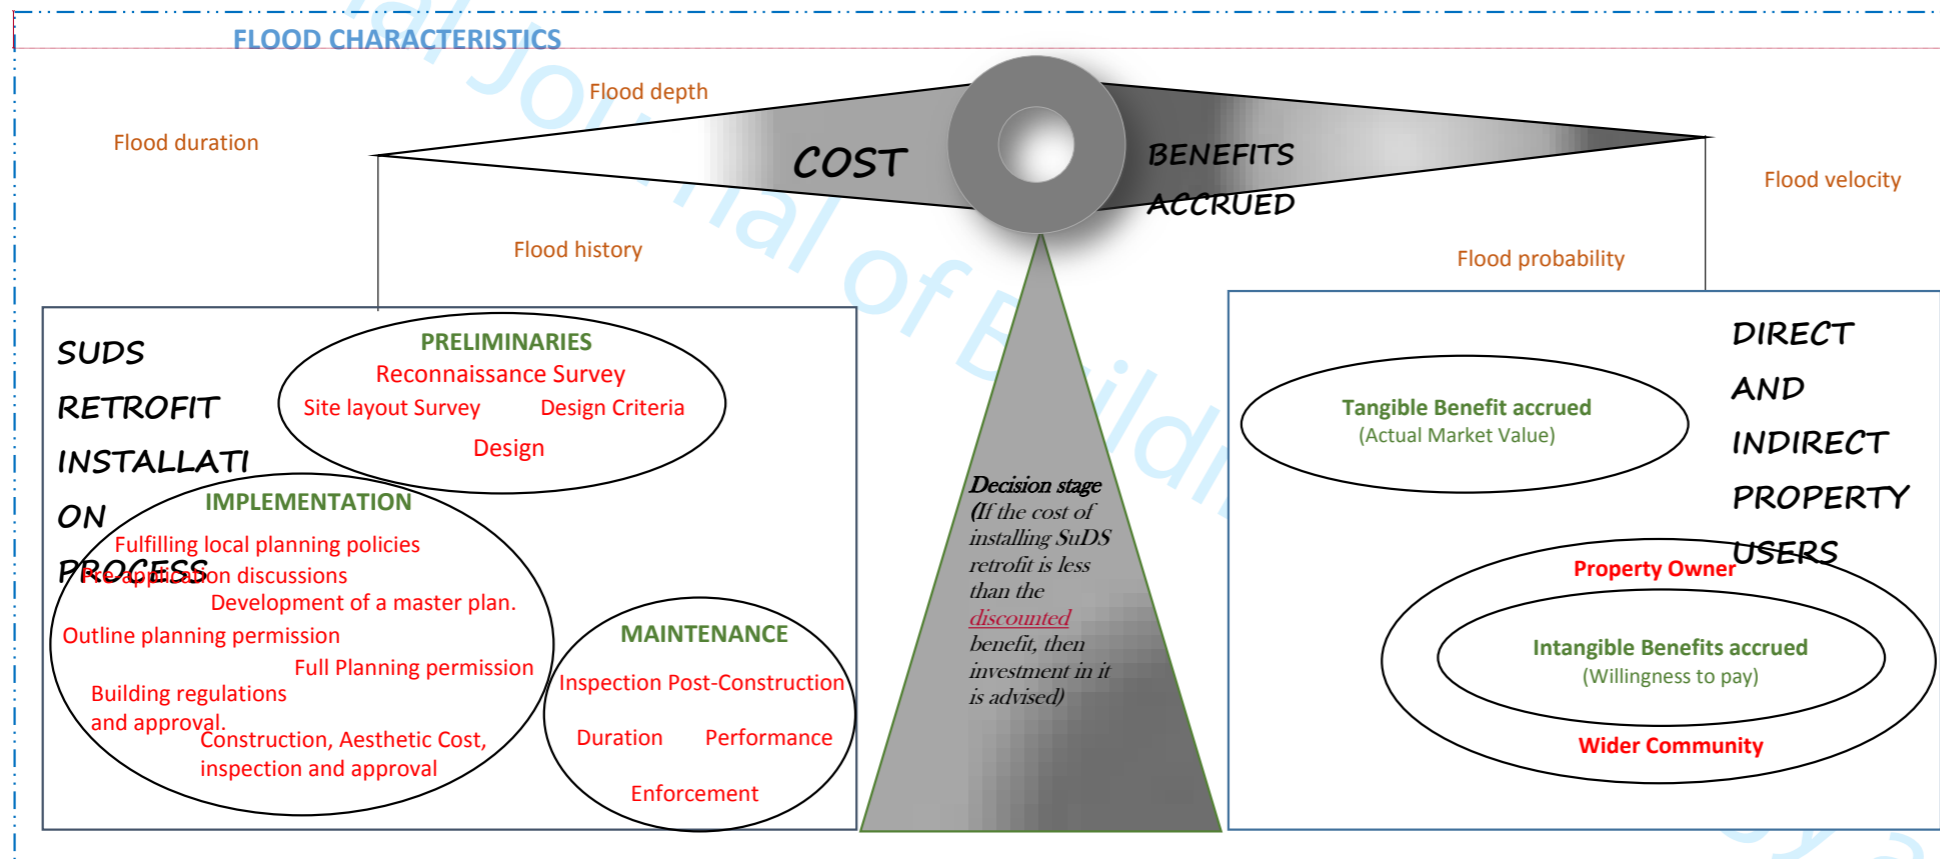 FLOOD CHARACTERISTICS
Flood depth
Flood duration
COST
BENEFITS
ACCRUED
Flood velocity
Flood history
Flood probability
SUDS
RETROFIT
INSTALLATI
ON
PROCESS
PRELIMINARIES
Reconnaissance Survey
Site layout Survey
Design Criteria
Design
IMPLEMENTATION
Fulfilling local planning policies
Pre-application discussions
Development of a master plan.
Outline planning permission
Full Planning permission
Building regulations
and approval.
Construction, Aesthetic Cost,
inspection and approval
MAINTENANCE
Inspection Post-Construction
Duration
Performance
Enforcement
Decision stage
(If the cost of
installing SuDS
retrofit is less
than the
discounted
benefit, then
investment in it
is advised)
DIRECT
AND
INDIRECT
PROPERTY
USERS
Tangible Benefit accrued
(Actual Market Value)
Property Owner
Intangible Benefits accrued
(Willingness to pay)
Wider Community
Journal of Building